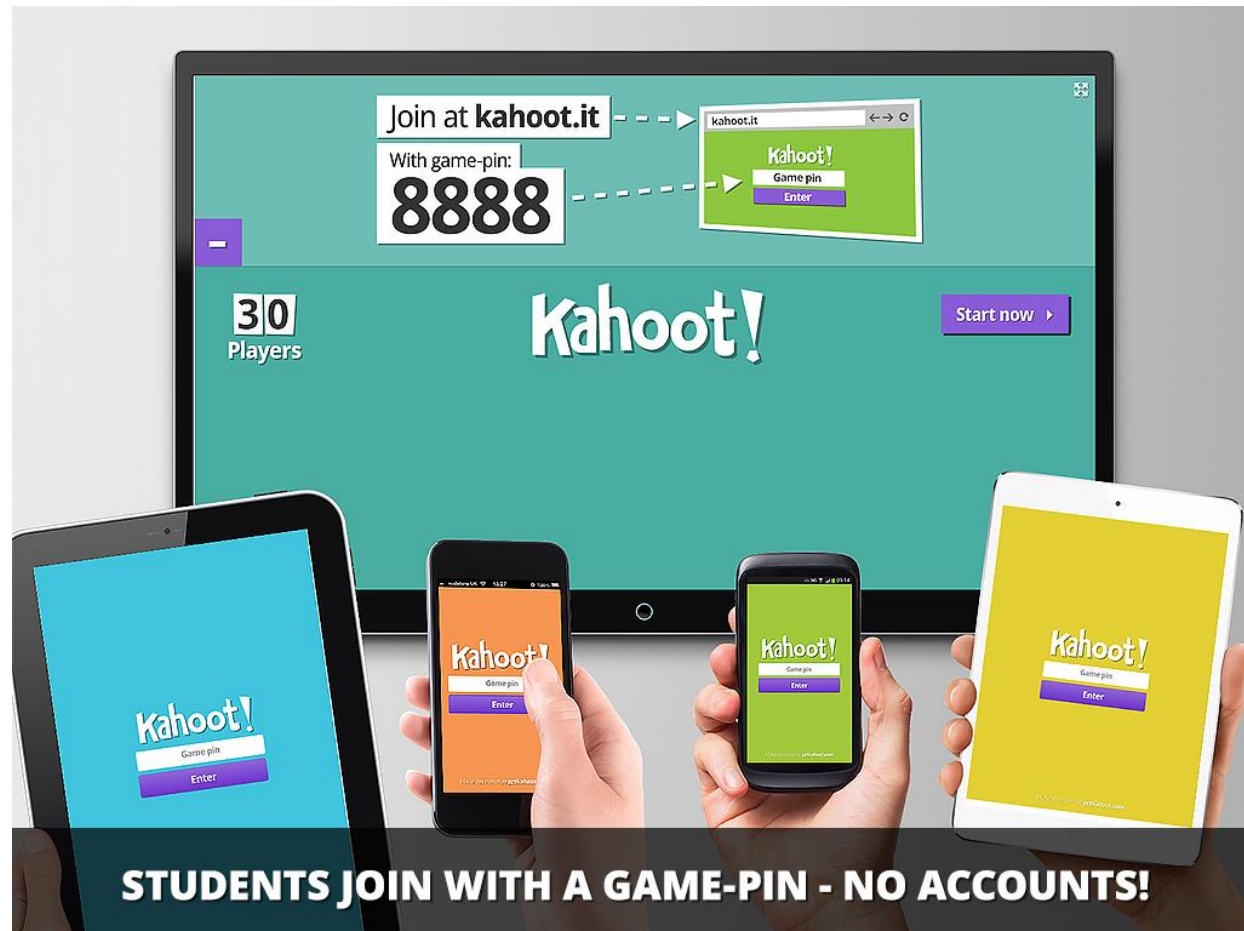 Join at kahoot.it
With game-pin:
8888
kahoot.it
Kahoot!
Game pin
Enter
30
Players
Kahoot!
Start now
Kahoot!
Game pin
Enter
vodafone UK
Kahoot!
Game pin
Enter
Kahoot!
Game pin
Enter
Kahoot!
Game pin
Enter
STUDENTS JOIN WITH A GAME-PIN - NO ACCOUNTS!